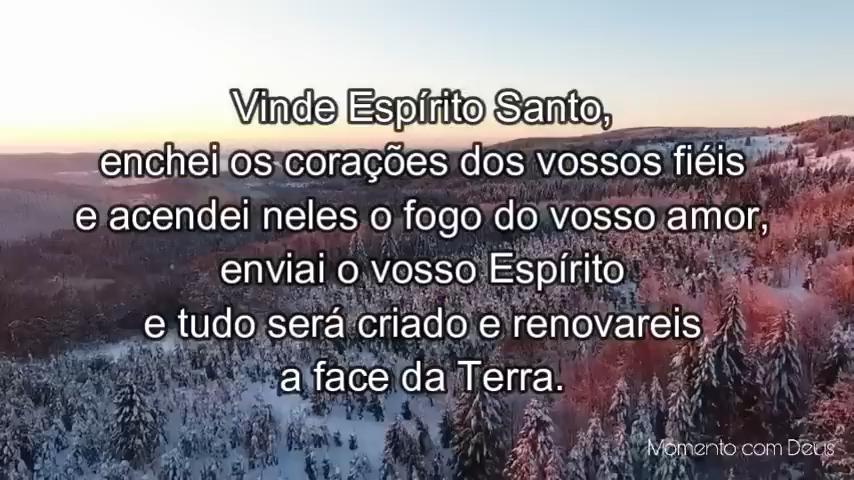 Vinde Espírito Santo,
enchei os corações dos vossos fiéis
e acendei neles o fogo do vosso amor,
enviai o vosso Espírito
e tudo será criado e renovareis
a face da Terra.
Momento com Deus